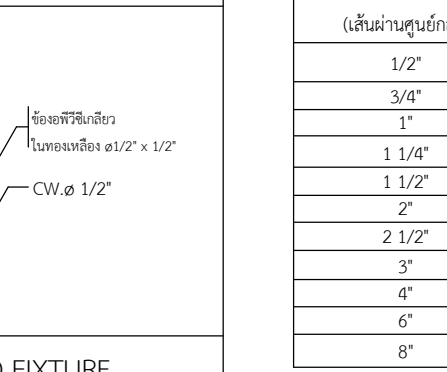 ข้องอพีวีซีเกลียว
ในทองเหลือง ø1/2" x 1/2"
CW.ø 1/2"
FIXTURE
(เส้นผ่านศูนย์ก
1/2"
3/4"
1"
1 1/4"
1 1/2"
2"
2 1/2"
3"
4"
6"
8"